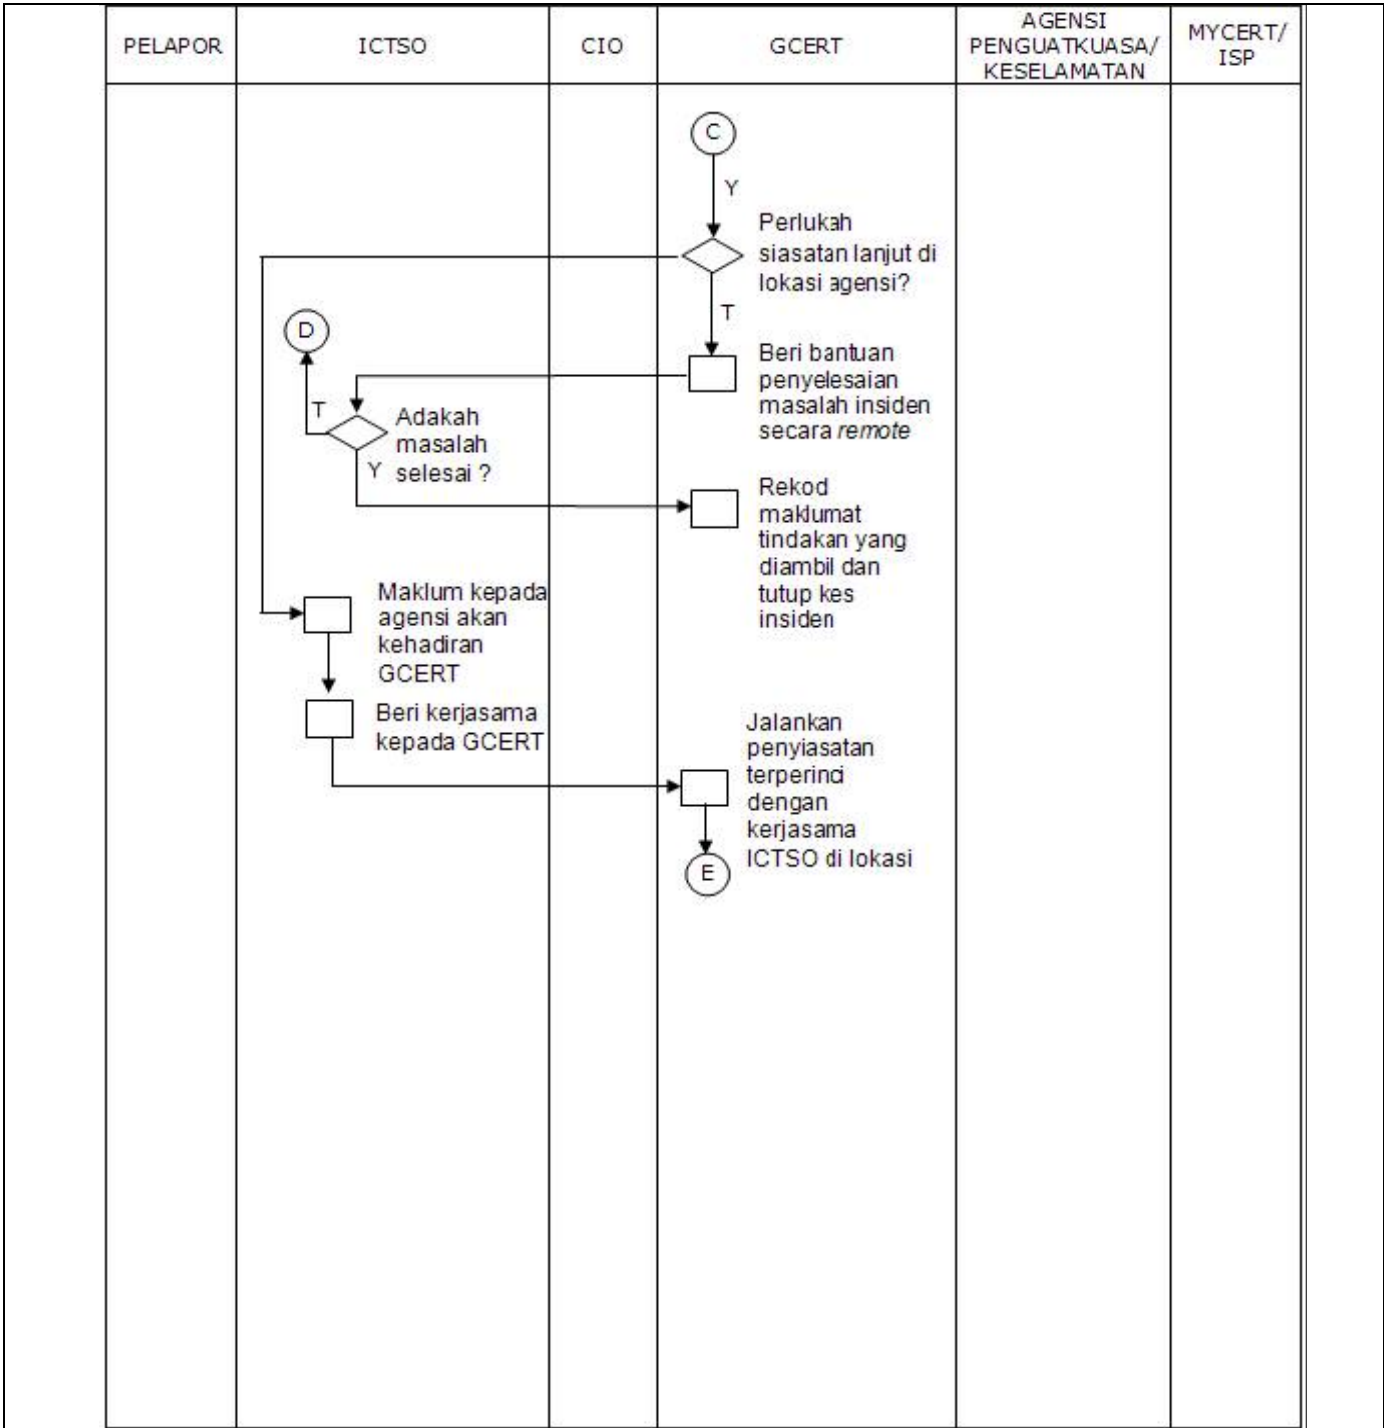 PELAPOR
ICTSO
CIO
GCERT
AGENSI
PENGUATKUASA/
KESELAMATAN
MYCERT/
ISP
C
Y
Perlukah
siasatan lanjut di
lokasi agensi?
T
D
Beri bantuan
penyelesaian
masalah insiden
secara remote
T
Adakah
masalah
selesai ?
Y
Rekod
maklumat
tindakan yang
diambil dan
tutup kes
insiden
Maklum kepada
agensi akan
kehadiran
GCERT
Beri kerjasama
kepada GCERT
Jalankan
penyiasatan
terperinci
dengan
kerjasama
ICTSO di lokasi
E